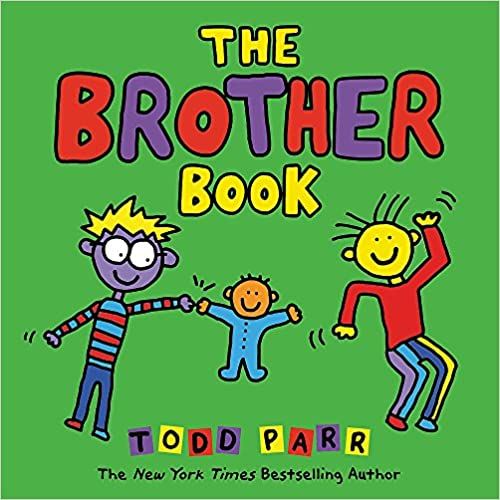 THE
BROTHER
BOOK
TODD PARR
The New York Times Bestselling Author